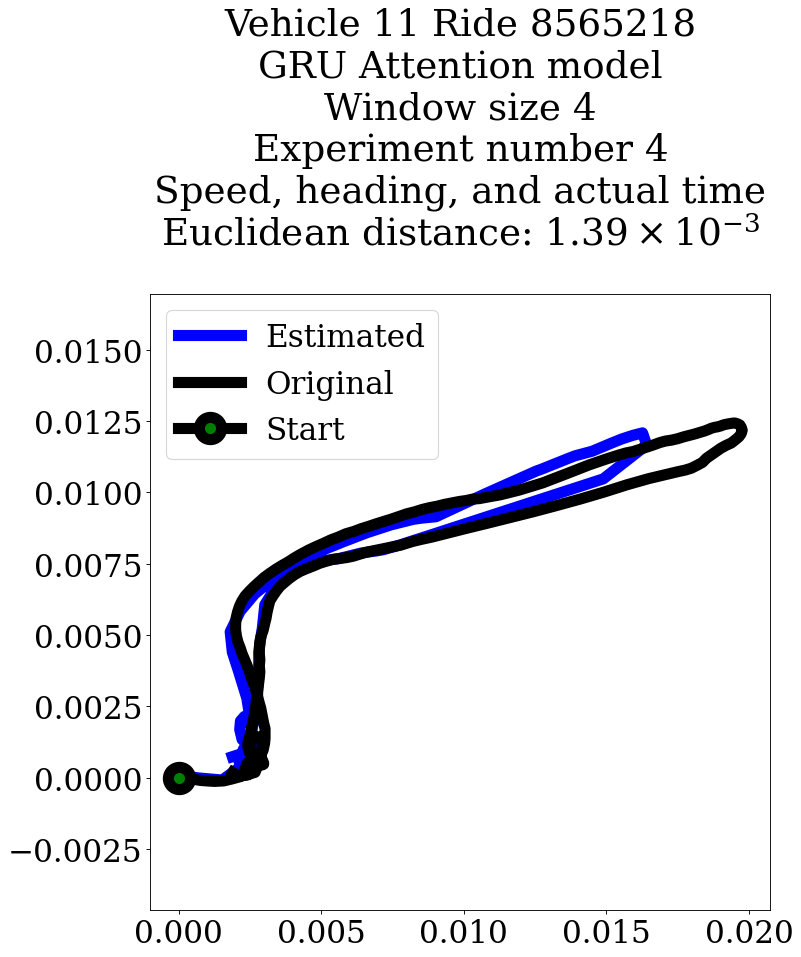 Vehicle 11 Ride 8565218
GRU Attention model
Window size 4
Experiment number 4
Speed, heading, and actual time
Euclidean distance: 1.39 × 10⁻³
Estimated
Original
Start
0.0150
0.0125
0.0100
0.0075
0.0050
0.0025
0.0000
−0.0025
0.000 0.005 0.010 0.015 0.020